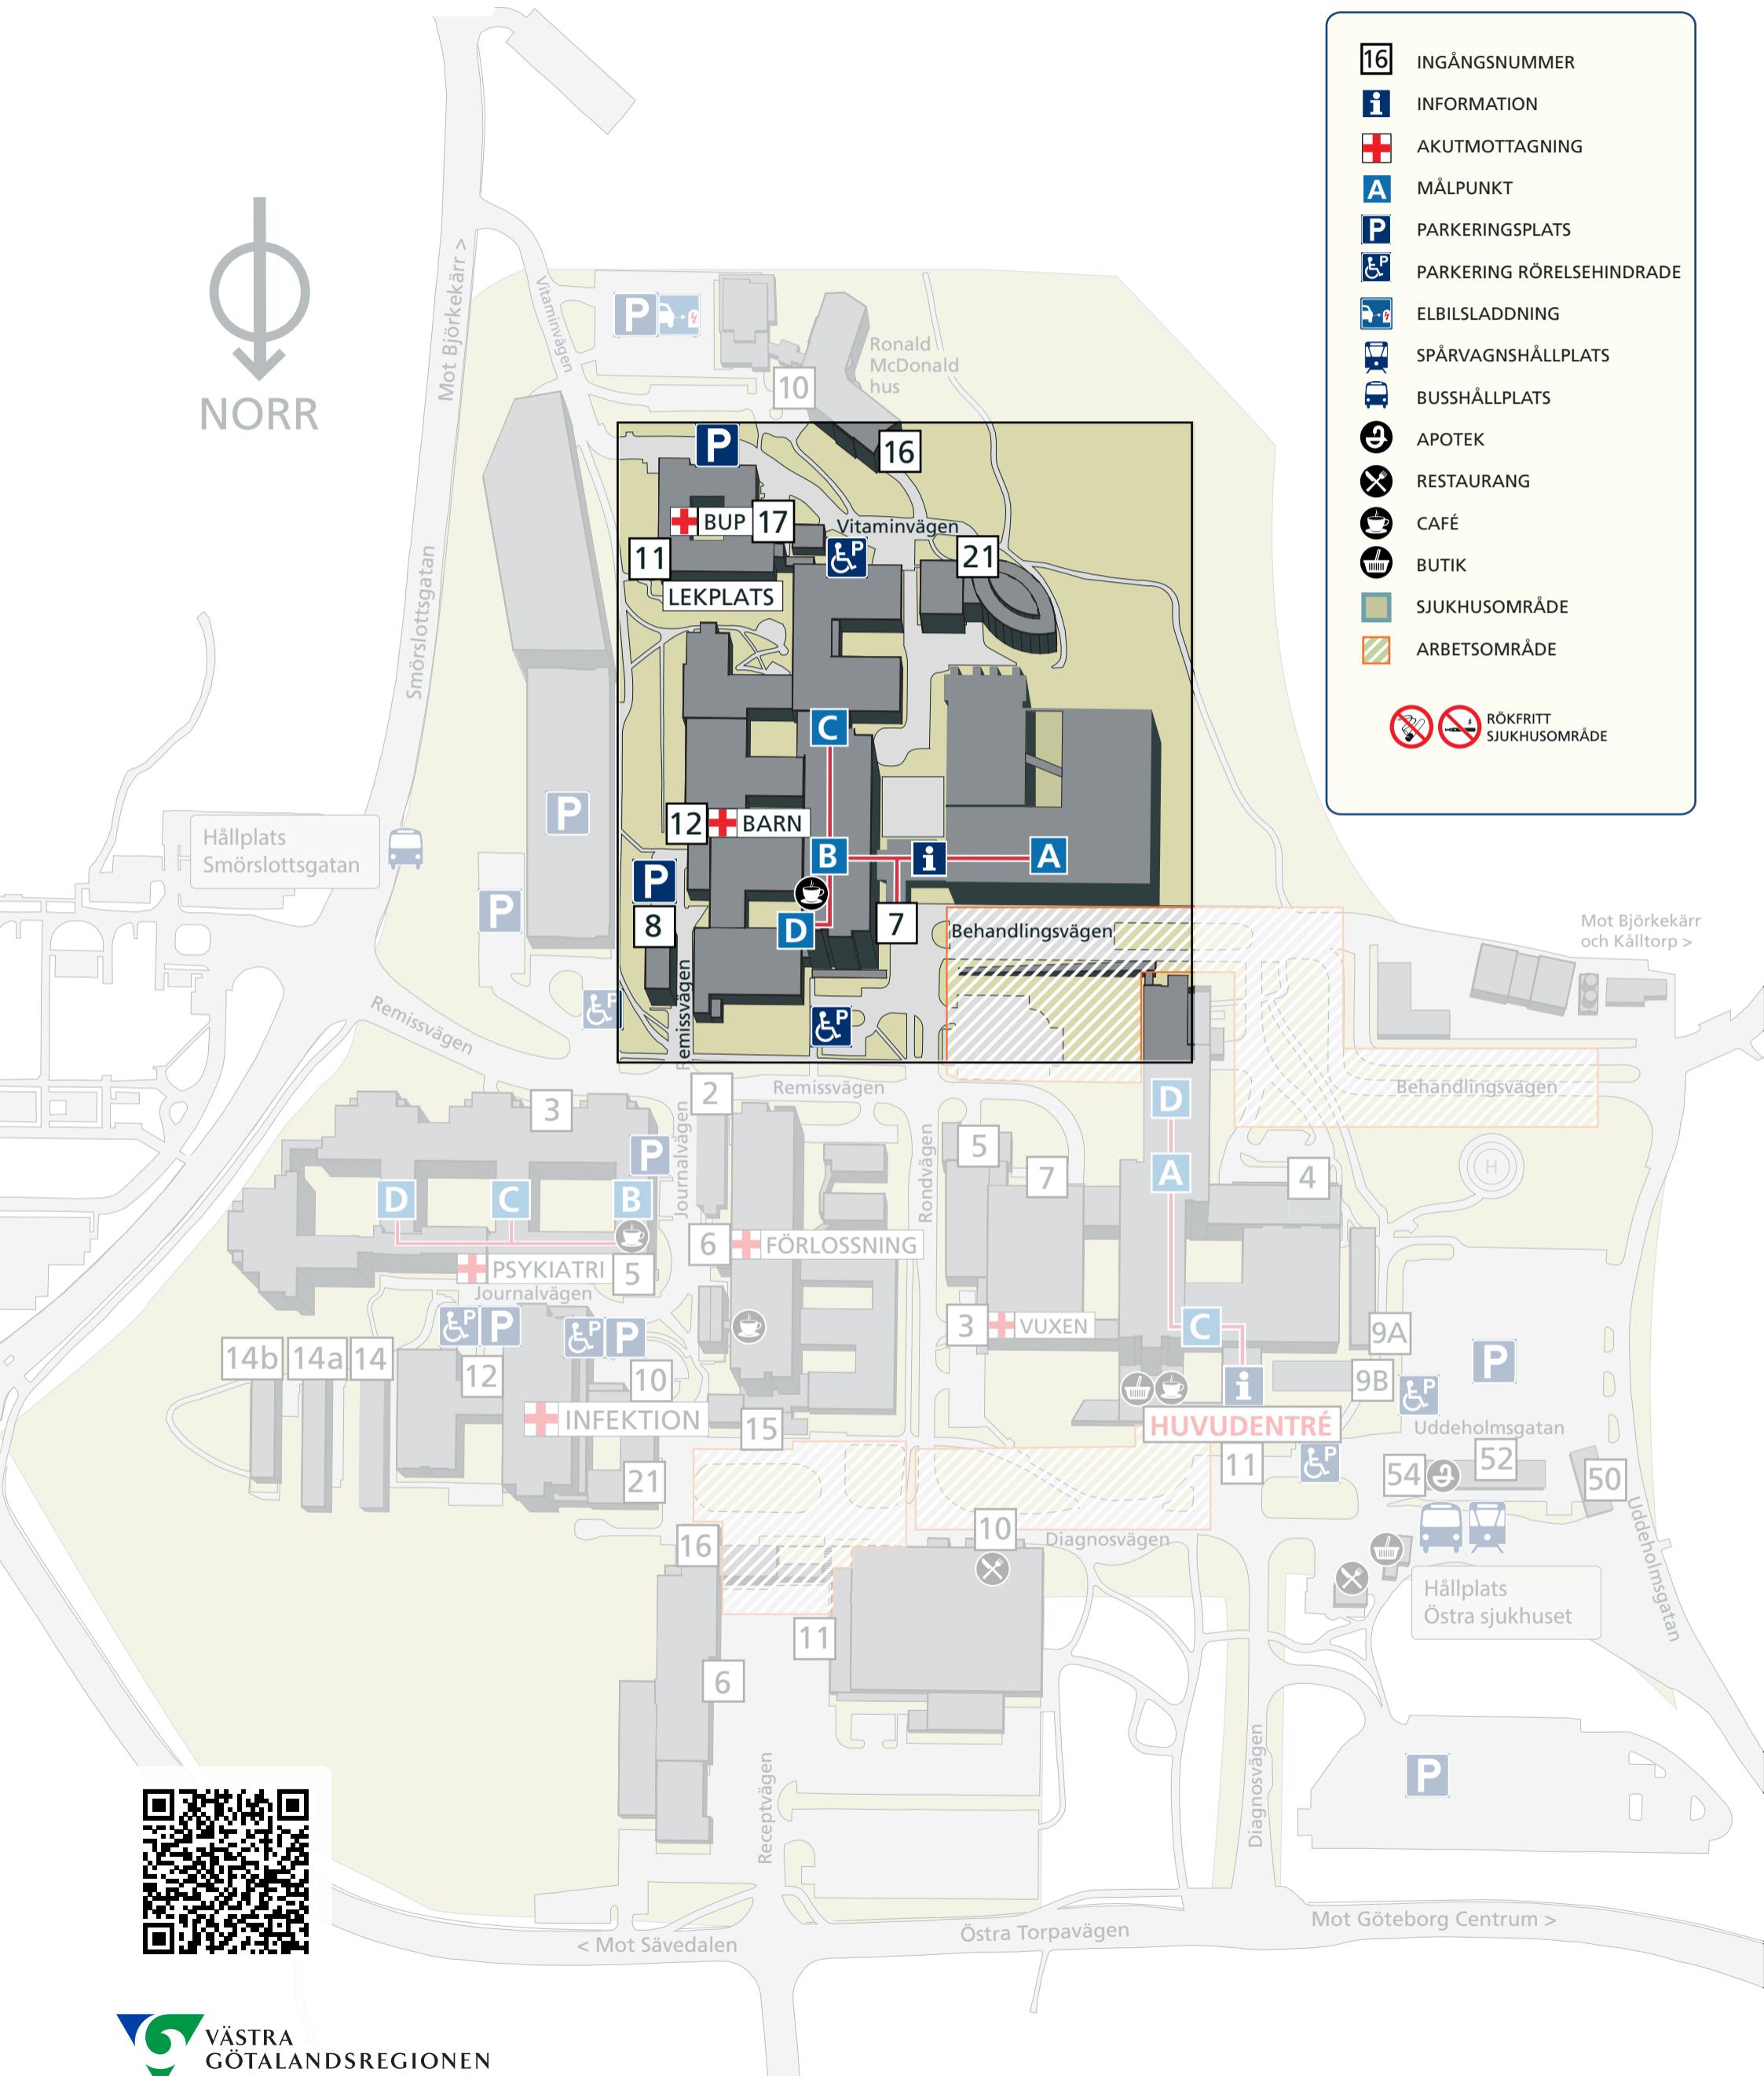 16 INGÅNGSNUMMER
INFORMATION
AKUTMOTTAGNING
A MÅLPUNKT
P PARKERINGSPLATS
P PARKERING RÖRELSEHINDRADE
ELBILSLADDNING
SPÅRVAGNSHÅLLPLATS
BUSSHÅLLPLATS
APOTEK
RESTAURANG
CAFÉ
BUTIK
SJUKHUSOMRÅDE
ARBETSOMRÅDE
RÖKFRITT
SJUKHUSOMRÅDE
NORR
Mot Björkekärr >
Vitaminvägen
P
Ronald
McDonald
hus
10
P
16
BUP 17
Vitaminvägen
11
P
21
LEKPLATS
Smörslottsgatan
C
P
12 BARN
Hållplats
Smörslottsgatan
B i A
P
P
8
D
7
Behandlingsvägen
Mot Björkekärr
och Kålltorp >
P
Remissvägen
Remissvägen
P
2
Remissvägen
Behandlingsvägen
3
D
Journalvägen
Rondvägen
5
P
7
A
4
H
D C B
6 FÖRLOSSNING
PSYKIATRI 5
Journalvägen
P P
P P
3 VUXEN
C
9A
14b 14a 14
12
10
P
i
9B
P
INFEKTION
15
HUVUDENTRÉ
Uddeholmsgatan
11
P
21
54
52
50
16
10
Diagnosvägen
Uddeholmsgatan
Hållplats
Östra sjukhuset
11
6
Receptvägen
Diagnosvägen
P
< Mot Sävedalen
Östra Torpavägen
Mot Göteborg Centrum >
VÄSTRA
GÖTALANDSREGIONEN